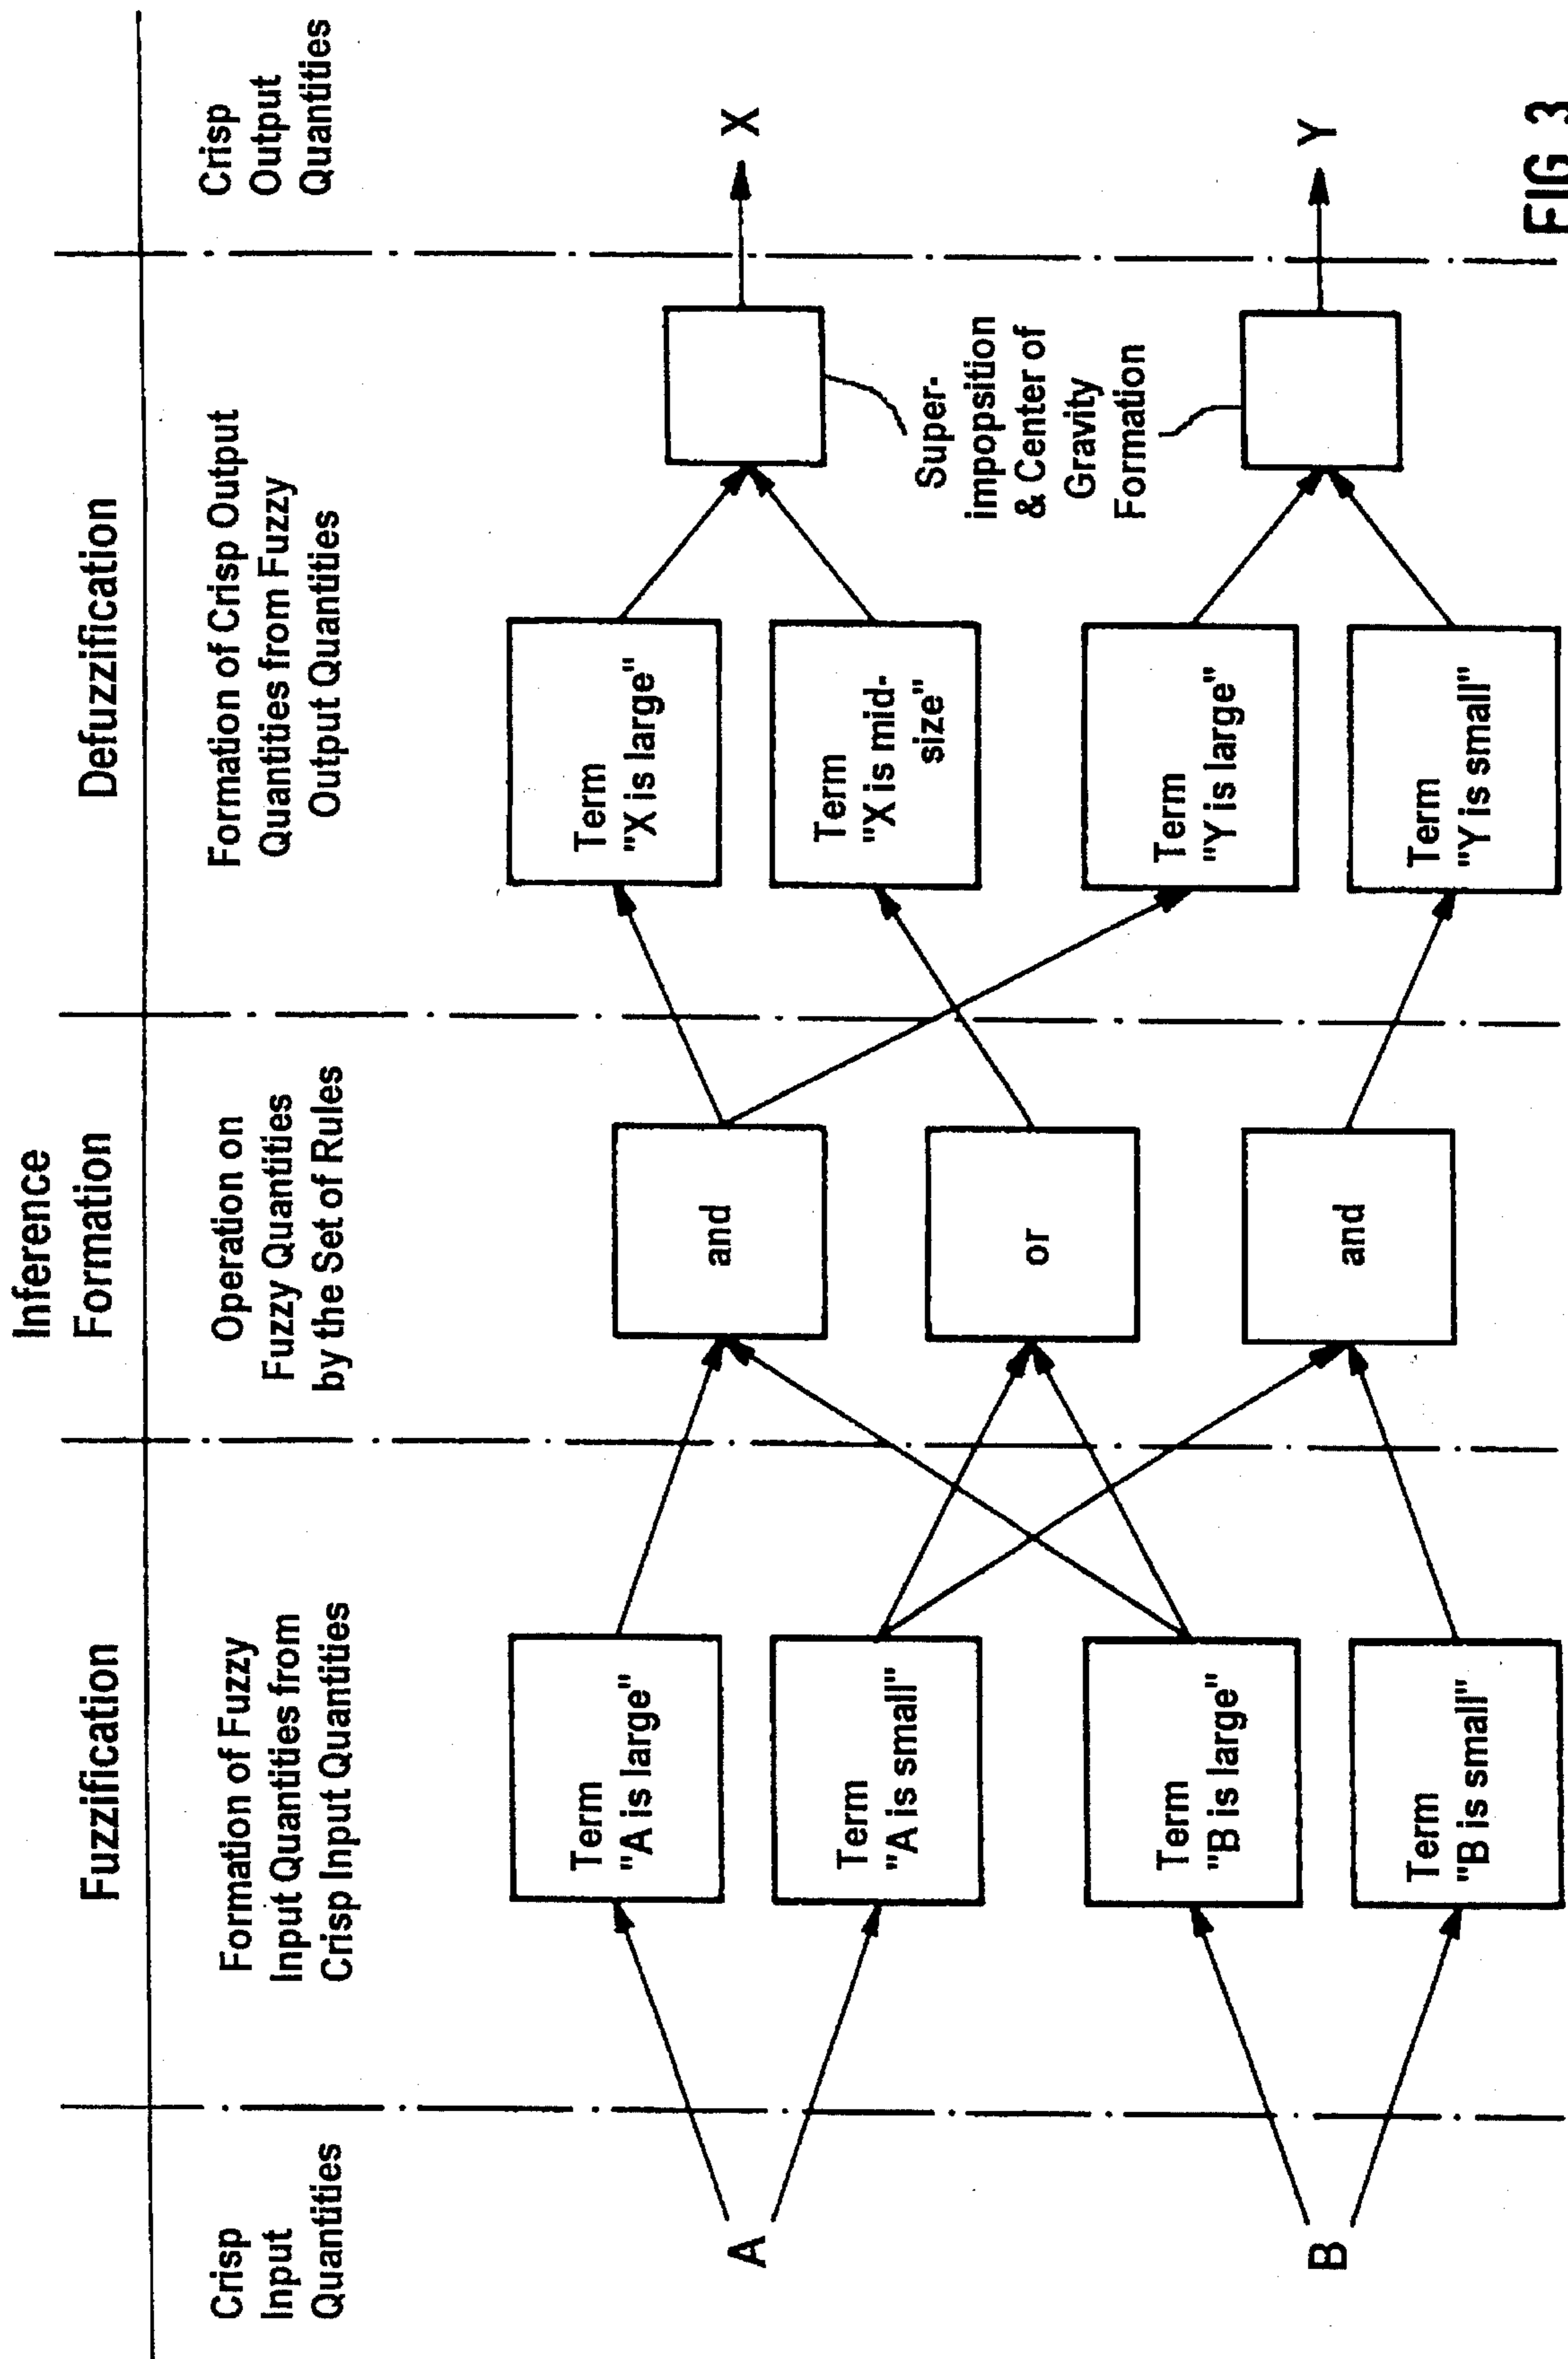 Fuzzification
Inference
Formation
Defuzzification
Crisp
Input
Quantities
Formation of Fuzzy
Input Quantities from
Crisp Input Quantities
Operation on
Fuzzy Quantities
by the Set of Rules
Formation of Crisp Output
Quantities from Fuzzy
Output Quantities
Crisp
Output
Quantities
A
B
Term
"A is large"
Term
"A is small"
Term
"B is large"
Term
"B is small"
and
or
and
Term
"X is large"
Term
"X is mid-
size"
Term
"Y is large"
Term
"Y is small"
Super-
impopsition
& Center of
Gravity
Formation
X
Y
FIG 3